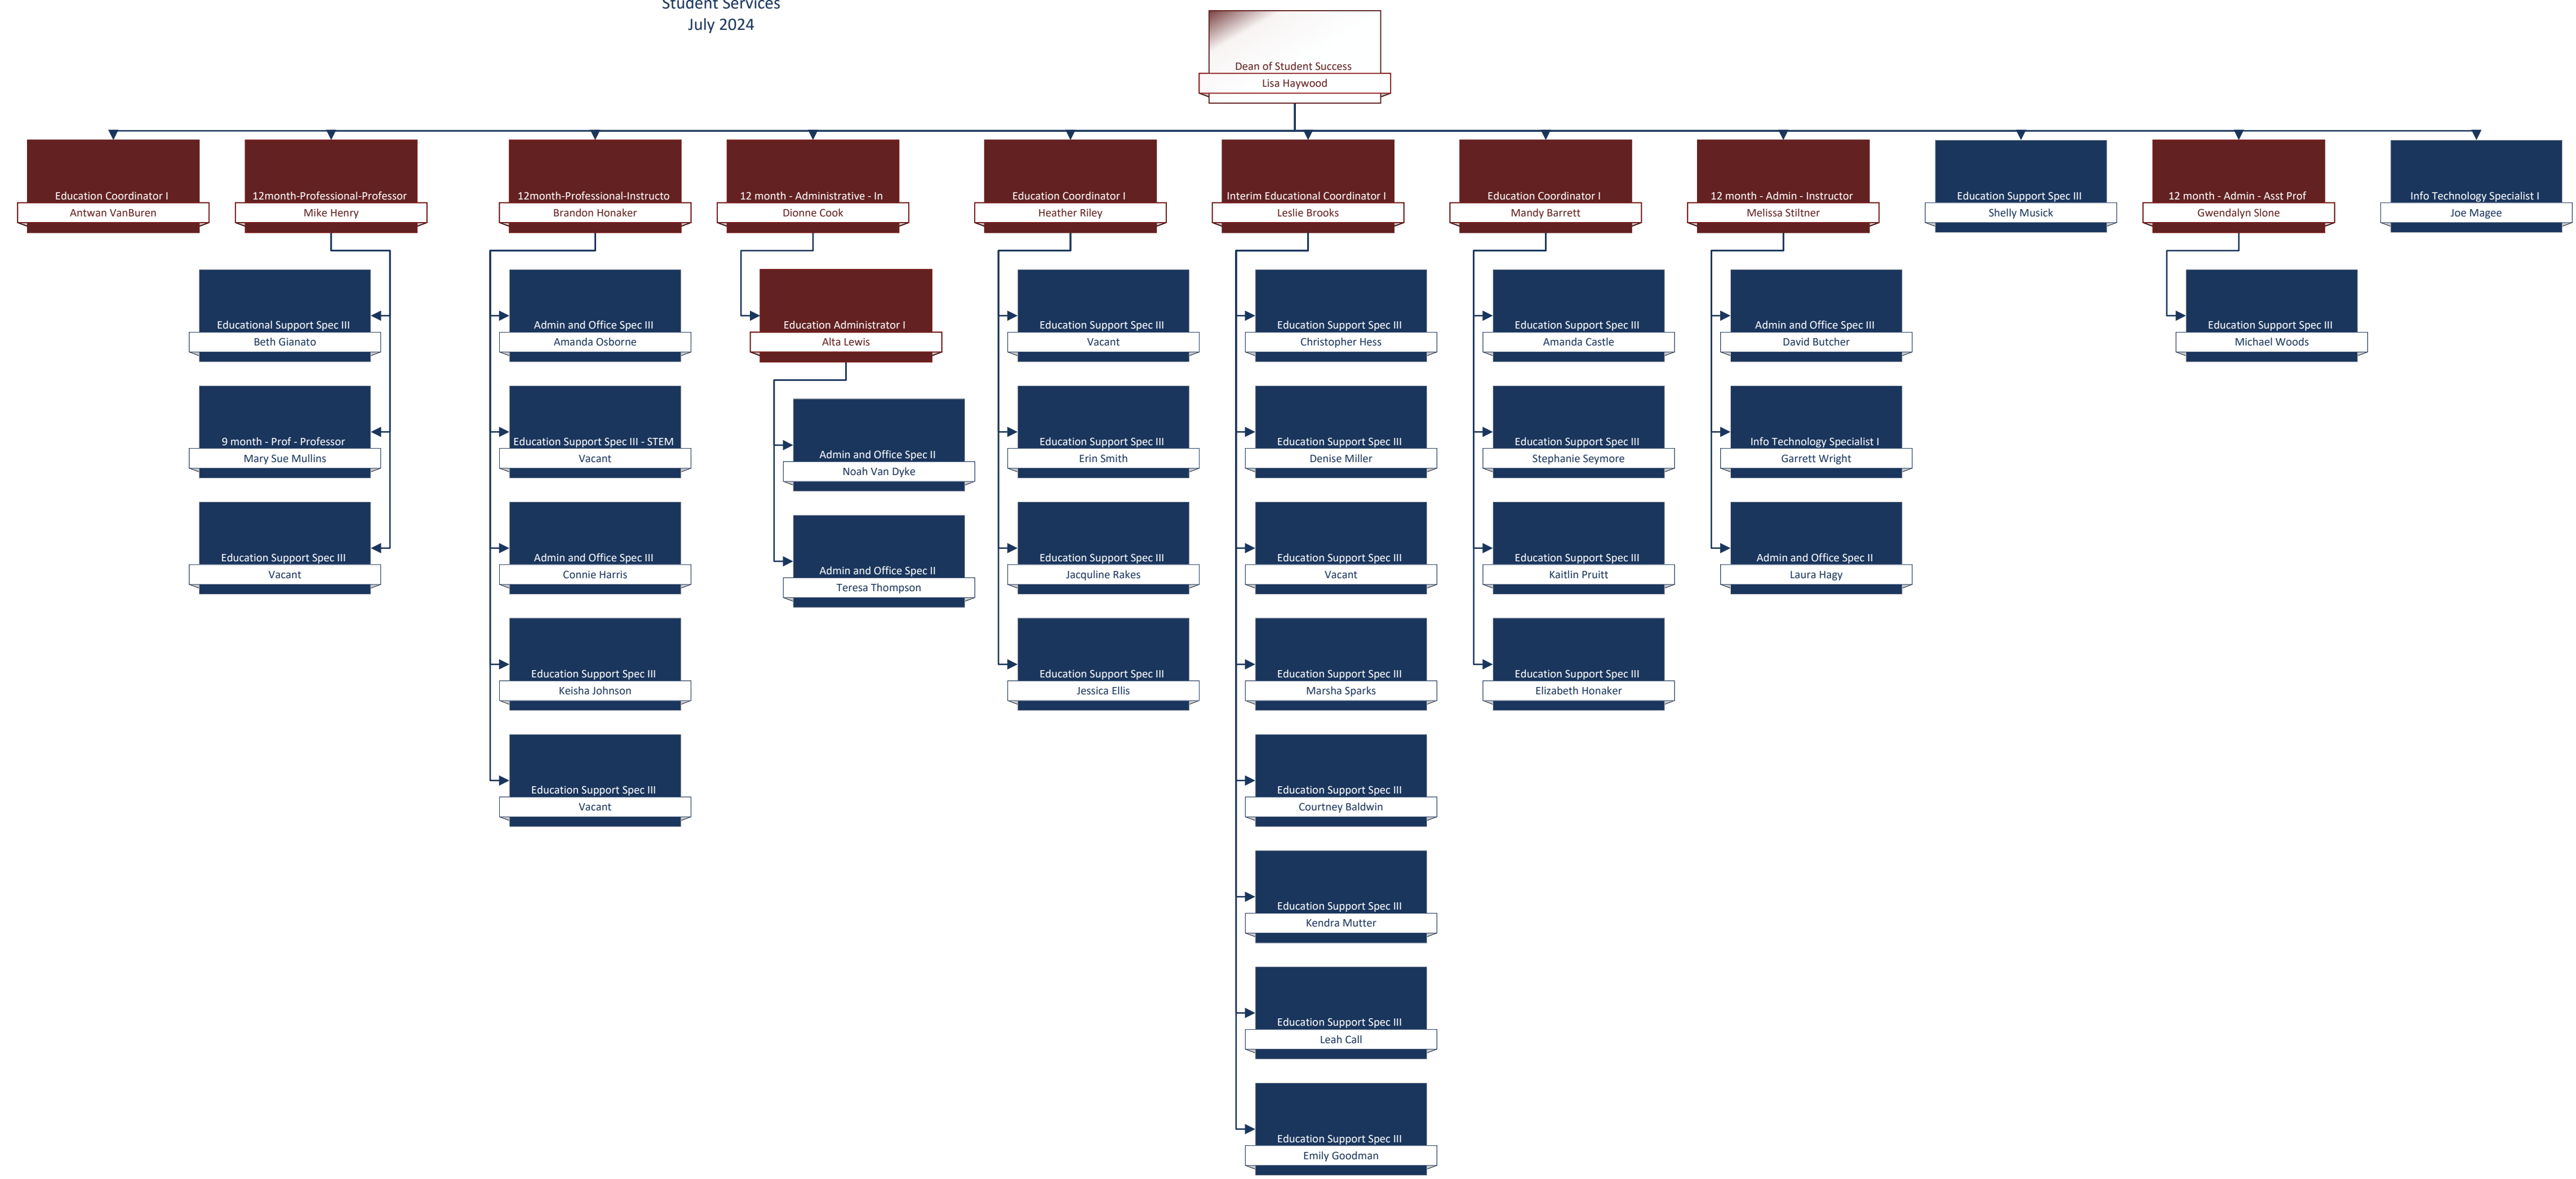 Student Services
July 2024
Dean of Student Success
Lisa Haywood
Education Coordinator I
Antwan VanBuren
12month-Professional-Professor
Mike Henry
12month-Professional-Instructo
Brandon Honaker
12 month - Administrative - In
Dionne Cook
Education Coordinator I
Heather Riley
Interim Educational Coordinator I
Leslie Brooks
Education Coordinator I
Mandy Barrett
12 month - Admin - Instructor
Melissa Stiltner
Education Support Spec III
Shelly Musick
12 month - Admin - Asst Prof
Gwendalyn Slone
Info Technology Specialist I
Joe Magee
Educational Support Spec III
Beth Gianato
9 month - Prof - Professor
Mary Sue Mullins
Education Support Spec III
Vacant
Admin and Office Spec III
Amanda Osborne
Education Support Spec III - STEM
Vacant
Admin and Office Spec III
Connie Harris
Education Support Spec III
Keisha Johnson
Education Support Spec III
Vacant
Education Administrator I
Alta Lewis
Admin and Office Spec II
Noah Van Dyke
Admin and Office Spec II
Teresa Thompson
Education Support Spec III
Vacant
Education Support Spec III
Erin Smith
Education Support Spec III
Jacquline Rakes
Education Support Spec III
Jessica Ellis
Education Support Spec III
Christopher Hess
Education Support Spec III
Denise Miller
Education Support Spec III
Vacant
Education Support Spec III
Marsha Sparks
Education Support Spec III
Courtney Baldwin
Education Support Spec III
Kendra Mutter
Education Support Spec III
Leah Call
Education Support Spec III
Emily Goodman
Education Support Spec III
Amanda Castle
Education Support Spec III
Stephanie Seymore
Education Support Spec III
Kaitlin Pruitt
Education Support Spec III
Elizabeth Honaker
Admin and Office Spec III
David Butcher
Info Technology Specialist I
Garrett Wright
Admin and Office Spec II
Laura Hagy
Education Support Spec III
Michael Woods